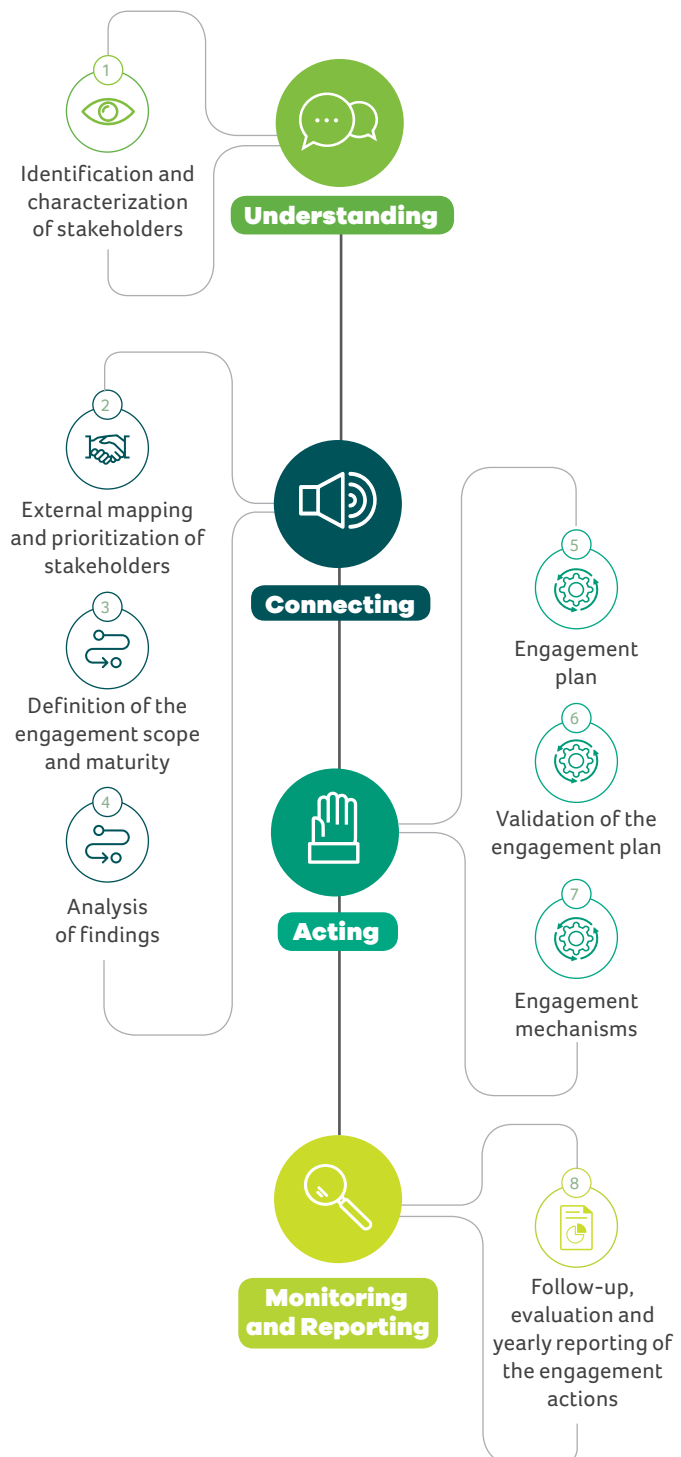 1
Identification and
characterization
of stakeholders
Understanding
2
External mapping
and prioritization of
stakeholders
3
Definition of the
engagement scope
and maturity
4
Analysis
of findings
Connecting
5
Engagement
plan
6
Validation of the
engagement plan
7
Engagement
mechanisms
Acting
8
Follow-up,
evaluation and
yearly reporting of
the engagement
actions
Monitoring
and Reporting